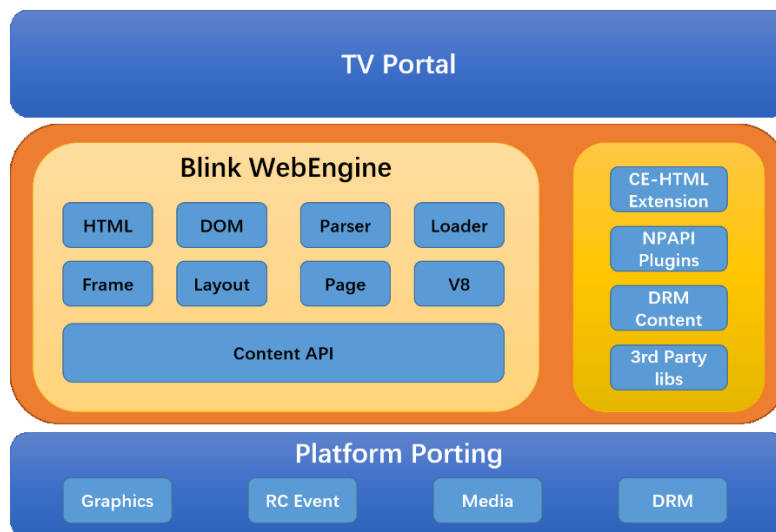 TV Portal
Blink WebEngine
HTML
DOM
Parser
Loader
Frame
Layout
Page
V8
Content API
CE-HTML
Extension
NPAPI
Plugins
DRM
Content
3rd Party
libs
Platform Porting
Graphics
RC Event
Media
DRM